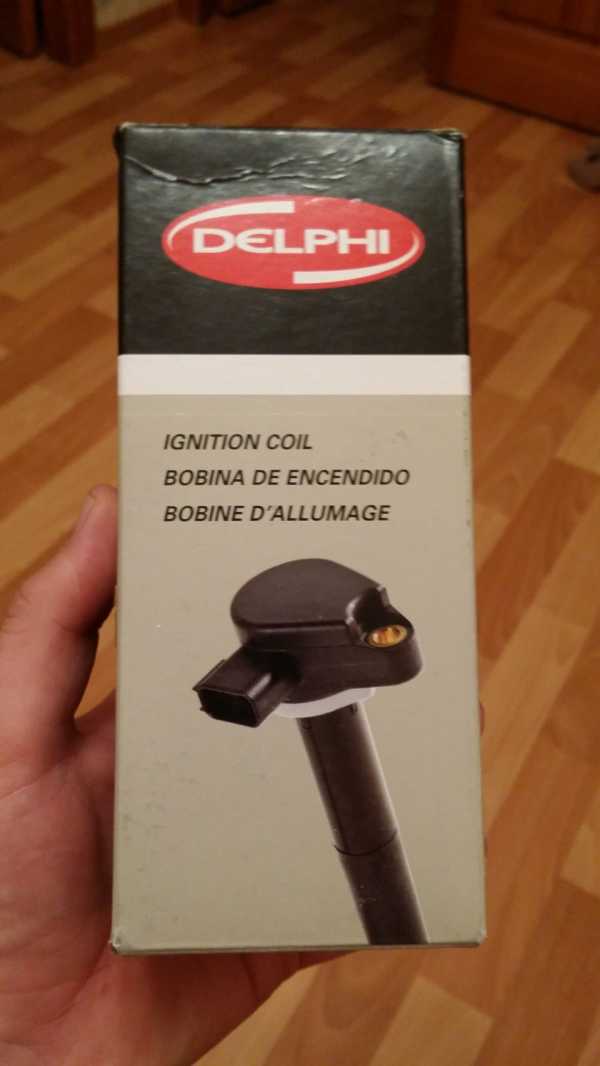 DELPHI
IGNITION COIL
BOBINA DE ENCENDIDO
BOBINE D'ALLUMAGE